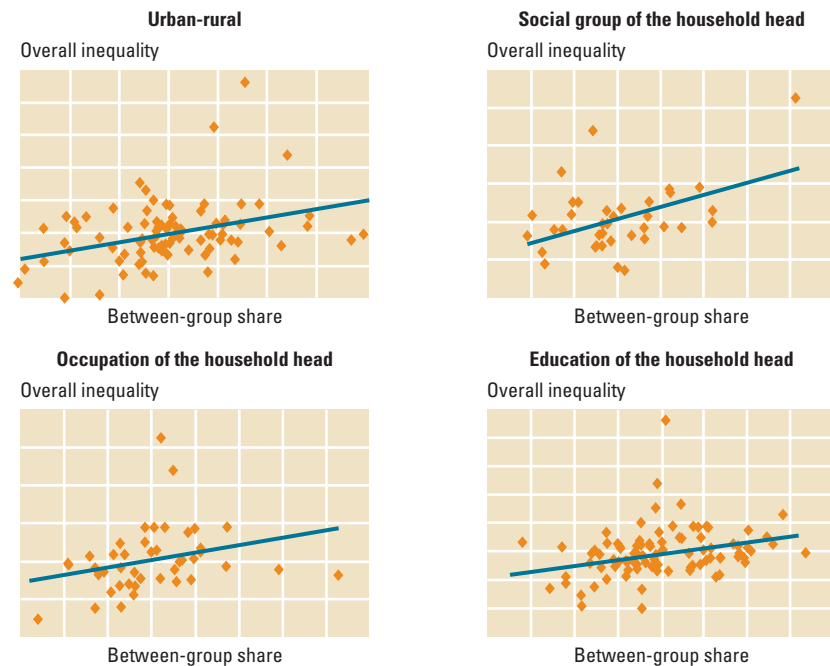 Urban-rural
Overall inequality
Between-group share
Social group of the household head
Overall inequality
Between-group share
Occupation of the household head
Overall inequality
Between-group share
Education of the household head
Overall inequality
Between-group share